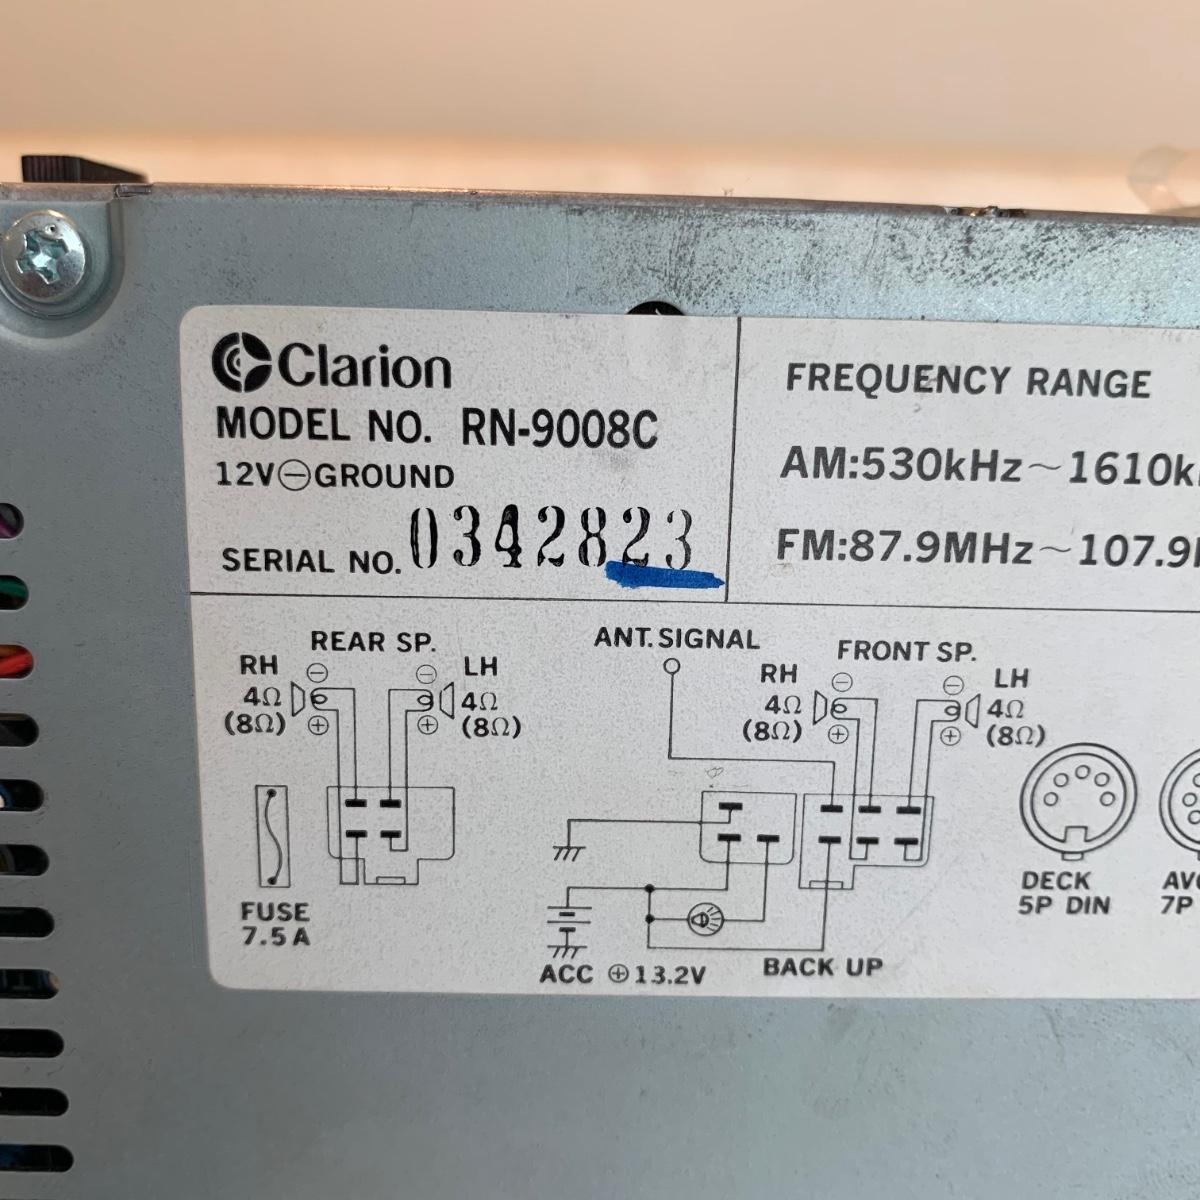 Clarion
MODEL NO. RN-9008C
12V⊖GROUND
SERIAL NO. 0342823
FREQUENCY RANGE
AM:530kHz~1610k
FM:87.9MHz~107.9
REAR SP.
RH
LH
4Ω
(8Ω)
4Ω
(8Ω)
⊖
⊖
⊕
⊕
ANT.SIGNAL
FRONT SP.
RH
LH
4Ω
(8Ω)
4Ω
(8Ω)
⊖
⊖
⊕
⊕
FUSE
7.5A
ACC ⊕13.2V
BACK UP
DECK
5P DIN
AV
7P